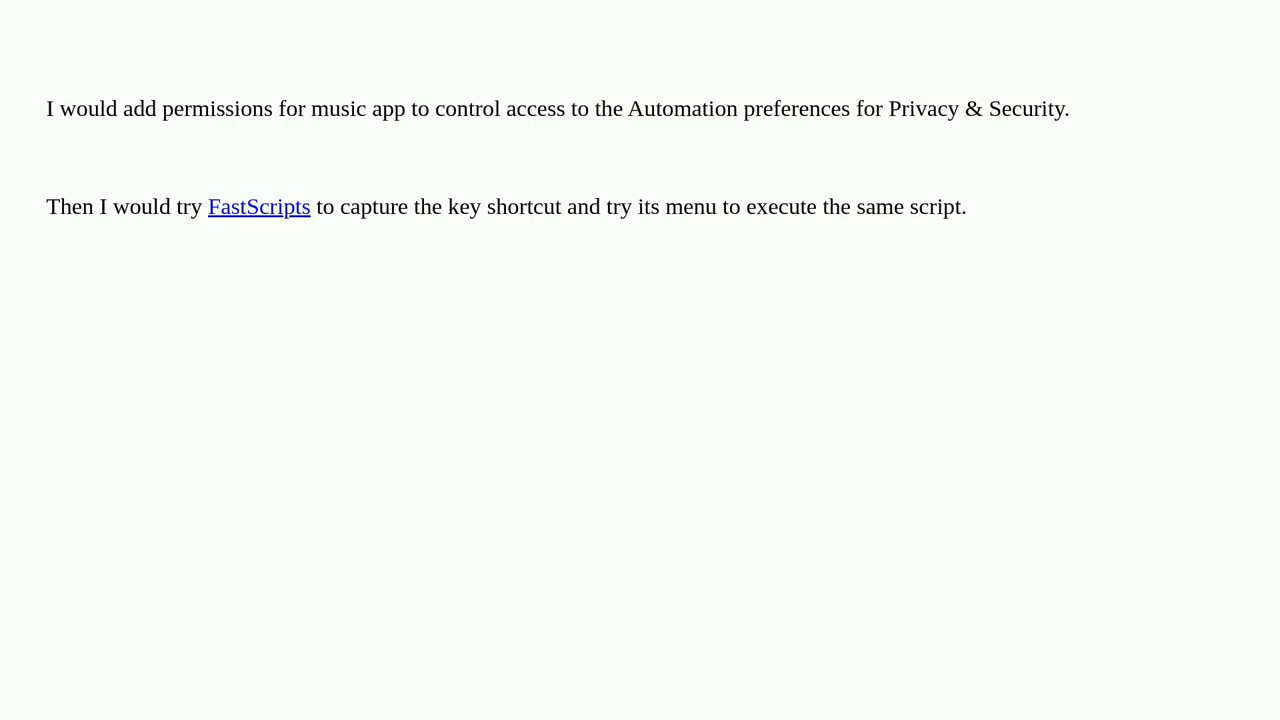 I would add permissions for music app to control access to the Automation preferences for Privacy & Security.
Then I would try FastScripts to capture the key shortcut and try its menu to execute the same script.